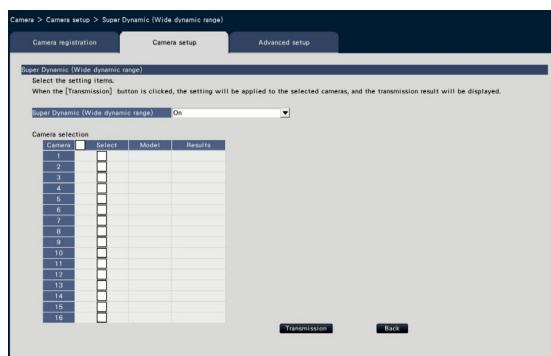 Camera > Camera setup > Super Dynamic (Wide dynamic range)
Camera registration Camera setup Advanced setup
Super Dynamic (Wide dynamic range)
Select the setting items.
When the [Transmission] button is clicked, the setting will be applied to the selected cameras, and the transmission result will be displayed.
Super Dynamic (Wide dynamic range) On
Camera selection
Camera Select Model Results
1
2
3
4
5
6
7
8
9
10
11
12
13
14
15
16
Transmission Back